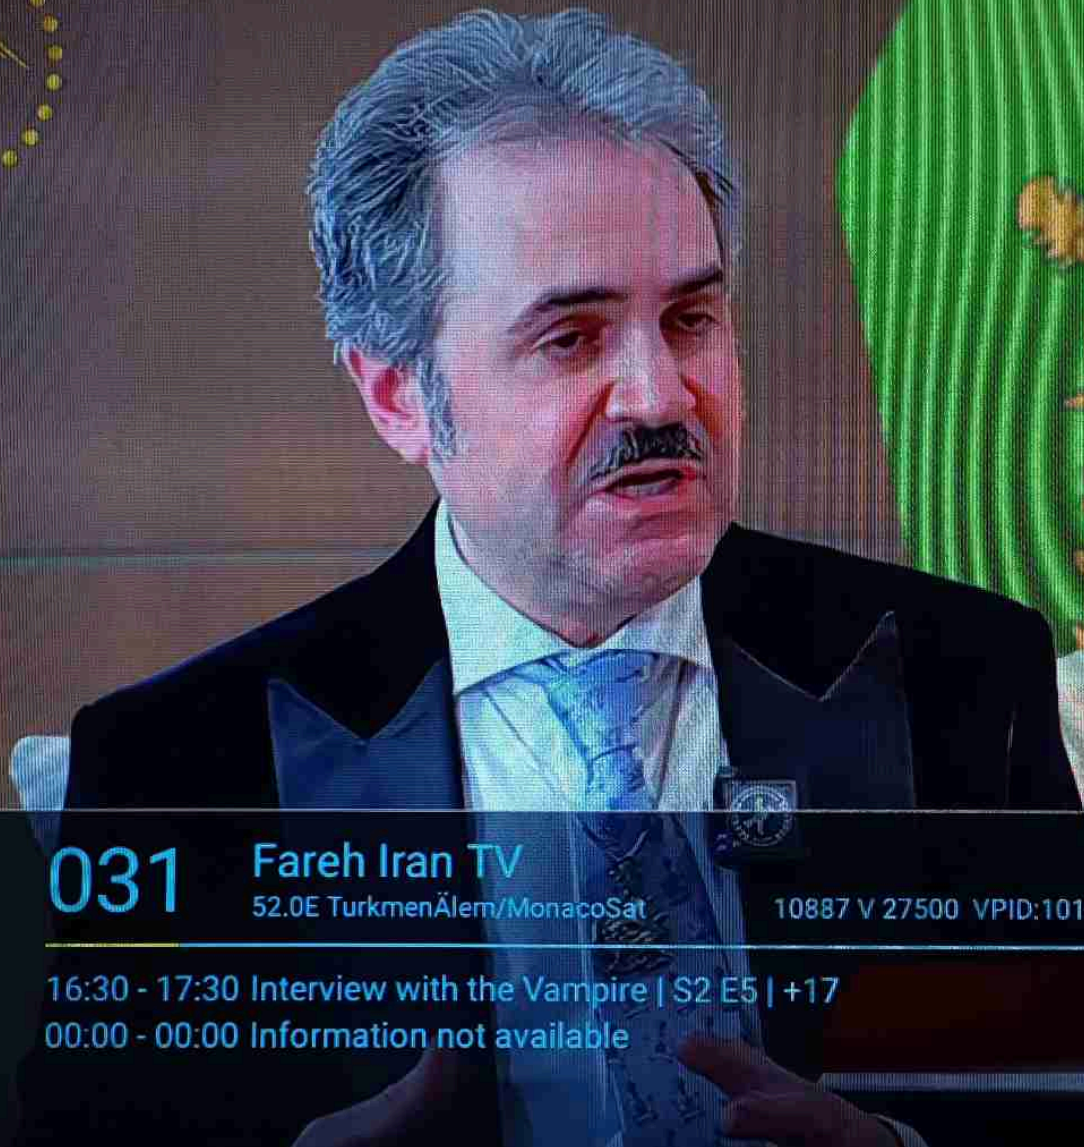 031
Fareh Iran TV
52.0E TurkmenÄlem/MonacoSat
10887 V 27500 VPID:101
16:30 - 17:30 Interview with the Vampire | S2 E5 | +17
00:00 - 00:00 Information not available